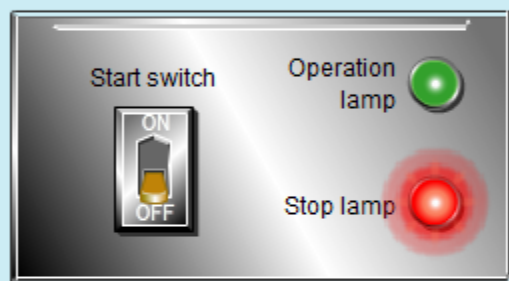 Start switch
ON
OFF
Operation
lamp
Stop lamp